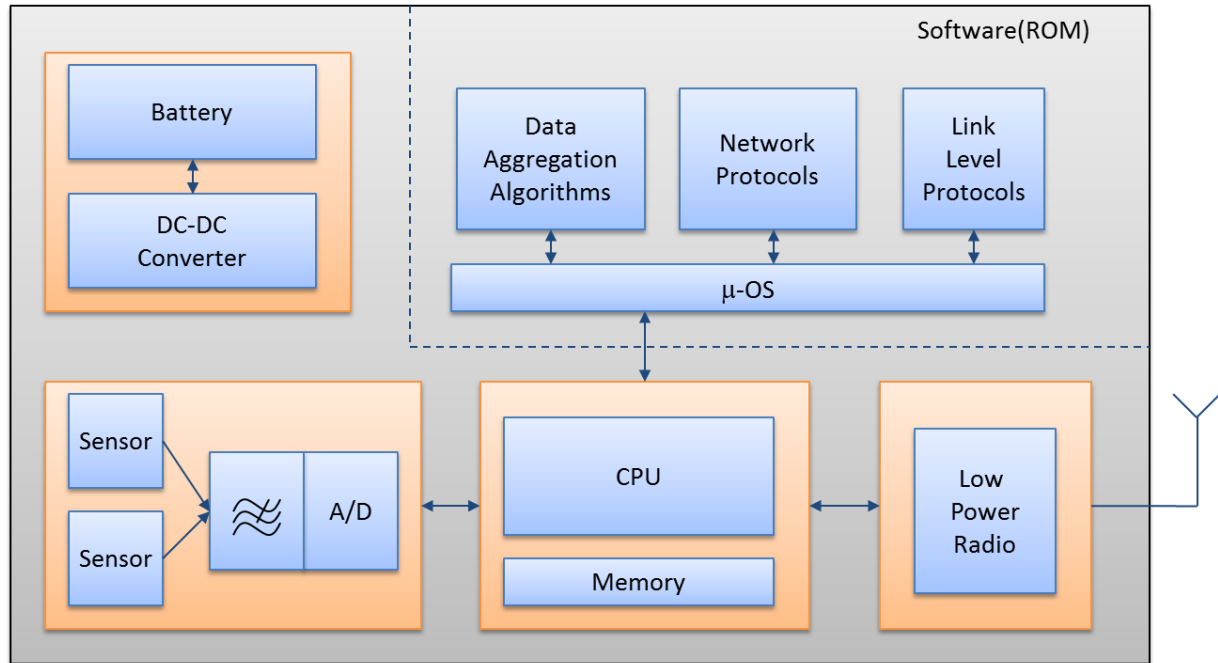 Software(ROM)
Battery
DC-DC
Converter
Data
Aggregation
Algorithms
Network
Protocols
Link
Level
Protocols
μ-OS
Sensor
Sensor
A/D
CPU
Memory
Low
Power
Radio